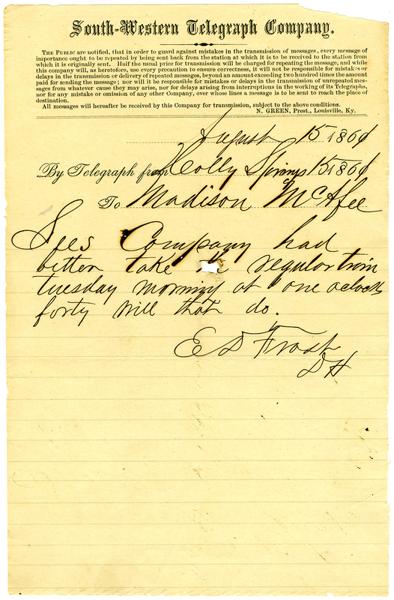 South-Western Telegraph Company.
THE PUBLIC are notified, that in order to guard against mistakes in the transmission of messages, every message of
importance ought to be repeated by being sent back from the station at which it is to be received to the station from
which it is originally sent. Half the usual price for transmission will be charged for repeating the message, and while
this company will, as heretofore, use every precaution to ensure correctness, it will not be responsible for mistakes or
delays in the transmission or delivery of repeated messages, beyond an amount exceeding two hundred times the amount
paid for sending the message; nor will it be responsible for mistakes or delays in the transmission of unrepeated mes-
sages from whatever cause they may arise, nor for delays arising from interruptions in the working of its Telegraphs,
nor for any mistake or omission of any other Company, over whose lines a message is to be sent to reach the place of
destination.
All messages will hereafter be received by this Company for transmission, subject to the above conditions.
N. GREEN, Prest., Louisville, Ky.
August 15 1861
By Telegraph from Holly Springs 15 1861
To Madison McAfee
Sees Company had
better take the regular train
tuesday morning at one oclock
forty will that do.
E D Frost
D H